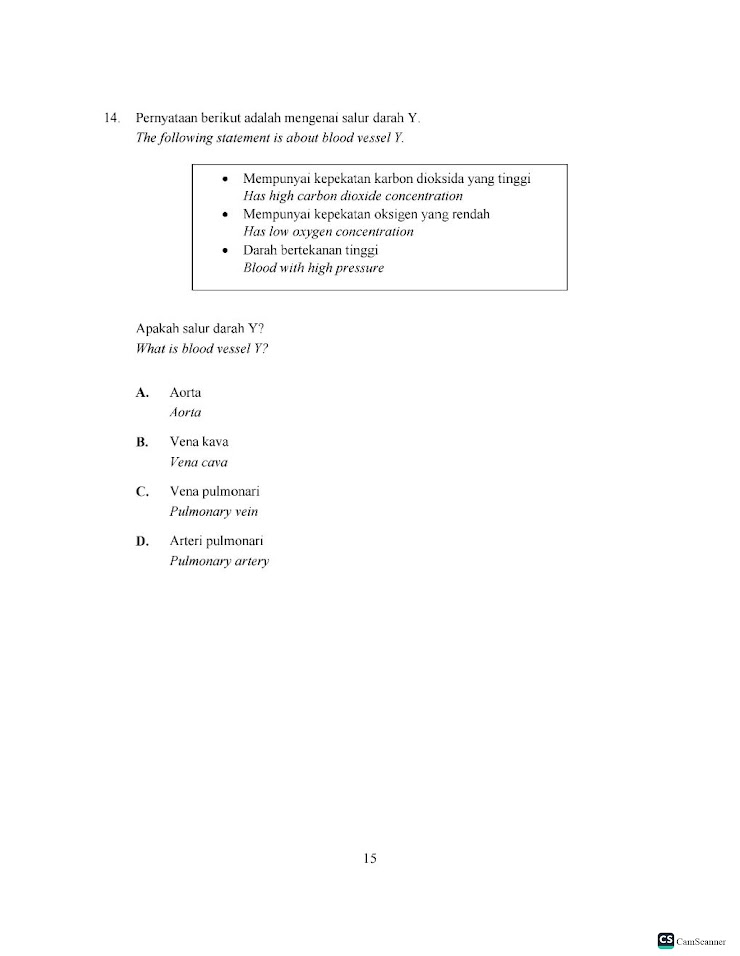 14. Pernyataan berikut adalah mengenai salur darah Y.
The following statement is about blood vessel Y.
• Mempunyai kepekatan karbon dioksida yang tinggi
Has high carbon dioxide concentration
• Mempunyai kepekatan oksigen yang rendah
Has low oxygen concentration
• Darah bertekanan tinggi
Blood with high pressure
Apakah salur darah Y?
What is blood vessel Y?
A. Aorta
Aorta
B. Vena kava
Vena cava
C. Vena pulmonari
Pulmonary vein
D. Arteri pulmonari
Pulmonary artery
15
CS CamScanner